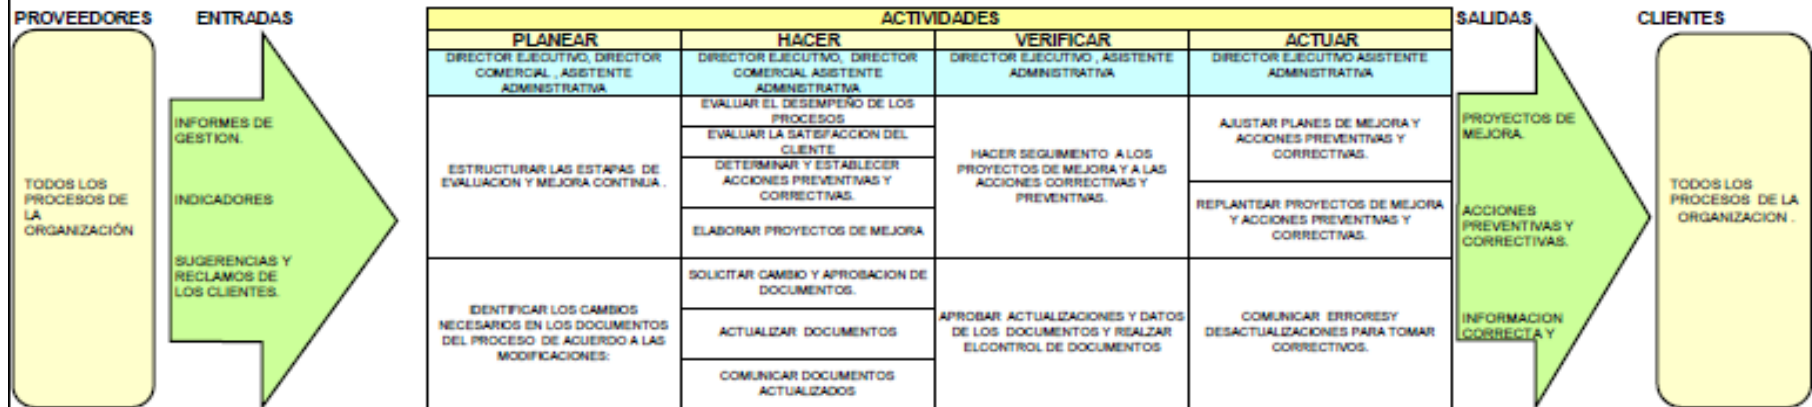 PROVEEDORES
ENTRADAS
ACTIVIDADES
SALIDAS
CLIENTES
PLANEAR
HACER
VERIFICAR
ACTUAR
DIRECTOR EJECUTIVO, DIRECTOR
COMERCIAL , ASISTENTE
ADMINISTRATIVA
DIRECTOR EJECUTIVO, DIRECTOR
COMERCIAL ASISTENTE
ADMINISTRATIVA
DIRECTOR EJECUTIVO , ASISTENTE
ADMINISTRATIVA
DIRECTOR EJECUTIVO ASISTENTE
ADMINISTRATIVA
TODOS LOS
PROCESOS DE
LA
ORGANIZACIÓN
INFORMES DE
GESTION.
INDICADORES
SUGERENCIAS Y
RECLAMOS DE
LOS CLIENTES.
ESTRUCTURAR LAS ESTAPAS DE
EVALUACION Y MEJORA CONTINUA .
EVALUAR EL DESEMPEÑO DE LOS
PROCESOS
EVALUAR LA SATISFACCION DEL
CLIENTE
DETERMINAR Y ESTABLECER
ACCIONES PREVENTIVAS Y
CORRECTIVAS.
ELABORAR PROYECTOS DE MEJORA
HACER SEGUIMIENTO A LOS
PROYECTOS DE MEJORA Y A LAS
ACCIONES CORRECTIVAS Y
PREVENTIVAS.
AJUSTAR PLANES DE MEJORA Y
ACCIONES PREVENTIVAS Y
CORRECTIVAS.
REPLANTEAR PROYECTOS DE MEJORA
Y ACCIONES PREVENTIVAS Y
CORRECTIVAS.
IDENTIFICAR LOS CAMBIOS
NECESARIOS EN LOS DOCUMENTOS
DEL PROCESO DE ACUERDO A LAS
MODIFICACIONES:
SOLICITAR CAMBIO Y APROBACION DE
DOCUMENTOS.
ACTUALIZAR DOCUMENTOS
COMUNICAR DOCUMENTOS
ACTUALIZADOS
APROBAR ACTUALIZACIONES Y DATOS
DE LOS DOCUMENTOS Y REALZAR
ELCONTROL DE DOCUMENTOS
COMUNICAR ERRORESY
DESACTUALIZACIONES PARA TOMAR
CORRECTIVOS.
PROYECTOS DE
MEJORA.
ACCIONES
PREVENTIVAS Y
CORRECTIVAS.
INFORMACION
CORRECTA Y
TODOS LOS
PROCESOS DE LA
ORGANIZACION .